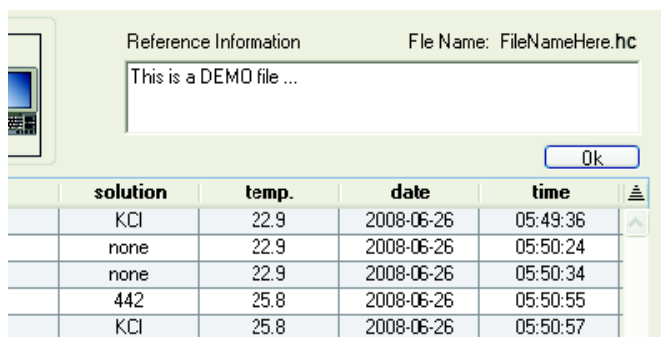 Reference Information Fle Name: FileNameHere.hc
This is a DEMO file ...
Ok
solution temp. date time
KCl 22.9 2008-06-26 05:49:36
none 22.9 2008-06-26 05:50:24
none 22.9 2008-06-26 05:50:34
442 25.8 2008-06-26 05:50:55
KCl 25.8 2008-06-26 05:50:57